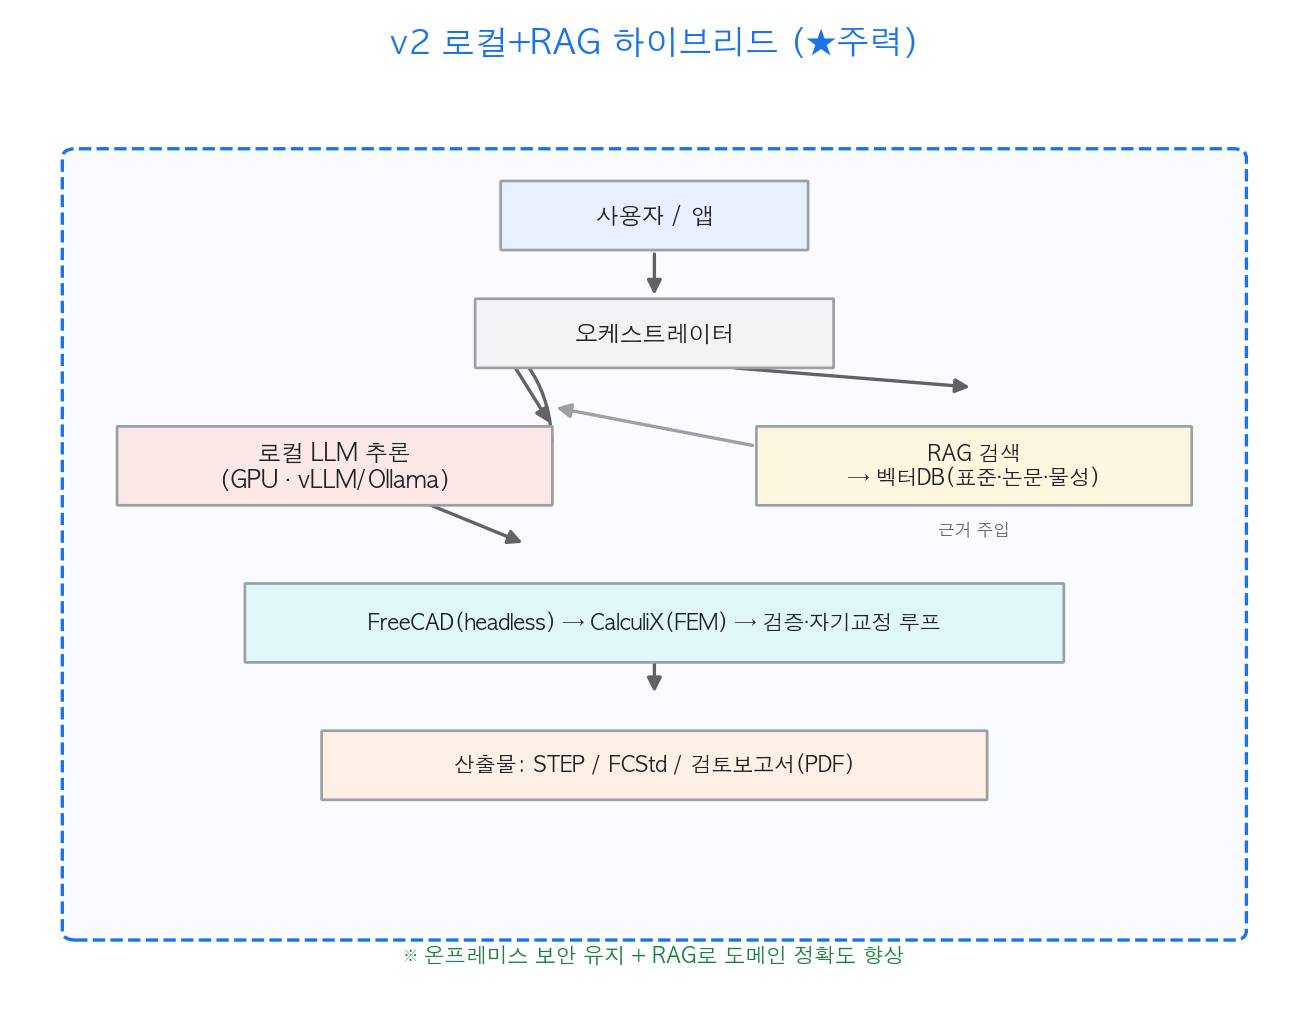 v2 로컬+RAG 하이브리드 (★주력)
사용자 / 앱
오케스트레이터
로컬 LLM 추론
(GPU · vLLM/Ollama)
RAG 검색
→ 벡터DB(표준·논문·물성)
근거 주입
FreeCAD(headless) → CalculiX(FEM) → 검증·자기교정 루프
산출물: STEP / FCStd / 검토보고서(PDF)
※ 온프레미스 보안 유지 + RAG로 도메인 정확도 향상